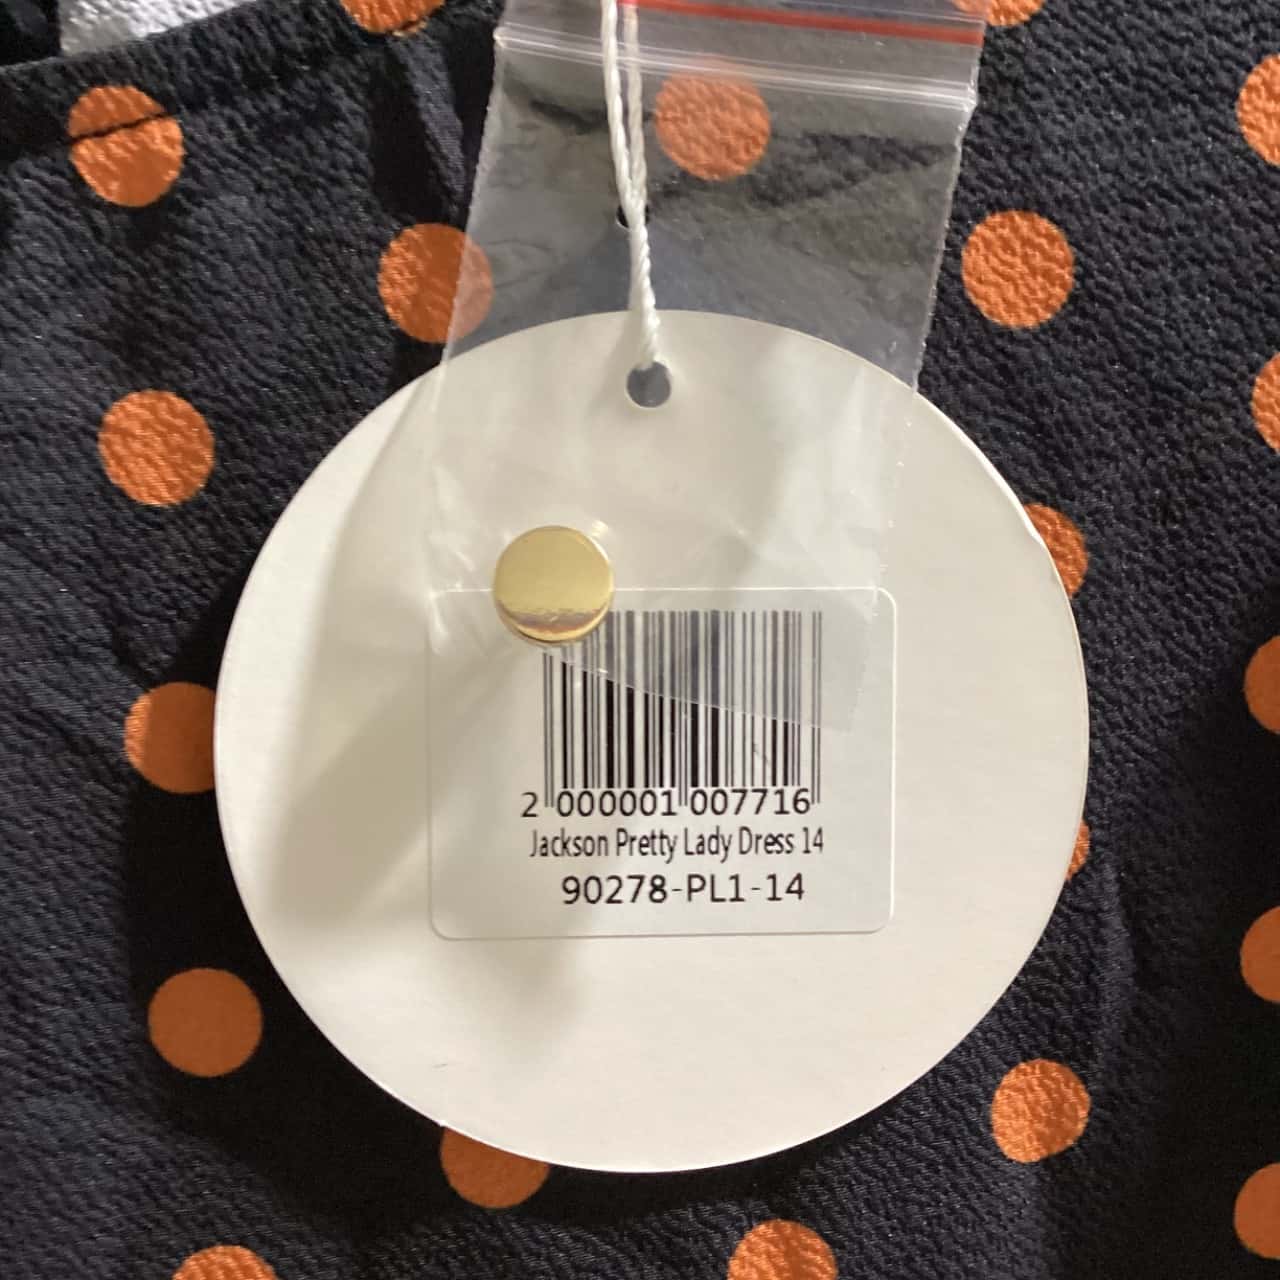 2 000001 007716
Jackson Pretty Lady Dress 14
90278-PL1-14